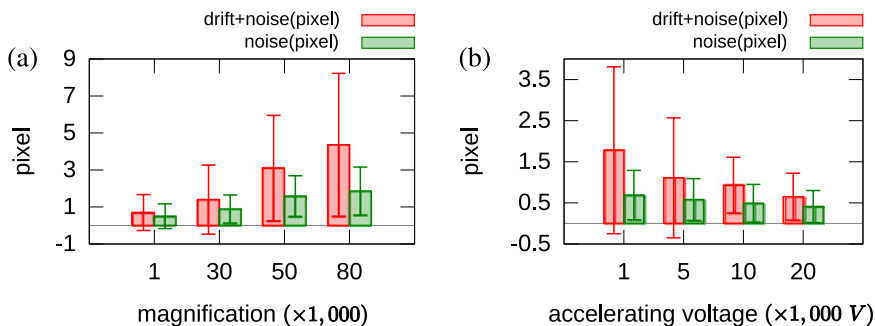 (a)
drift+noise(pixel)
noise(pixel)
pixel
9
7
5
3
1
-1
1 30 50 80
magnification (×1,000)
(b)
drift+noise(pixel)
noise(pixel)
pixel
3.5
2.5
1.5
0.5
-0.5
1 5 10 20
accelerating voltage (×1,000 V)